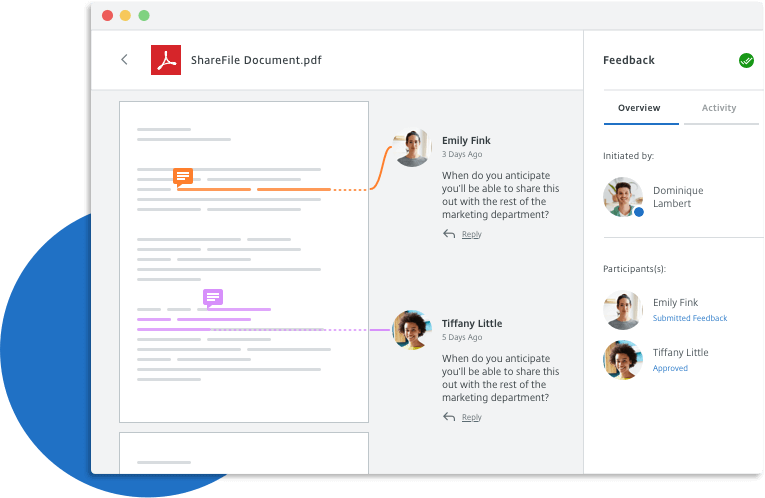 ShareFile Document.pdf
Emily Fink
3 Days Ago
When do you anticipate
you'll be able to share this
out with the rest of the
marketing department?
Reply
Tiffany Little
5 Days Ago
When do you anticipate
you'll be able to share this
out with the rest of the
marketing department?
Reply
Feedback
Overview Activity
Initiated by:
Dominique
Lambert
Participants(s):
Emily Fink
Submitted Feedback
Tiffany Little
Approved